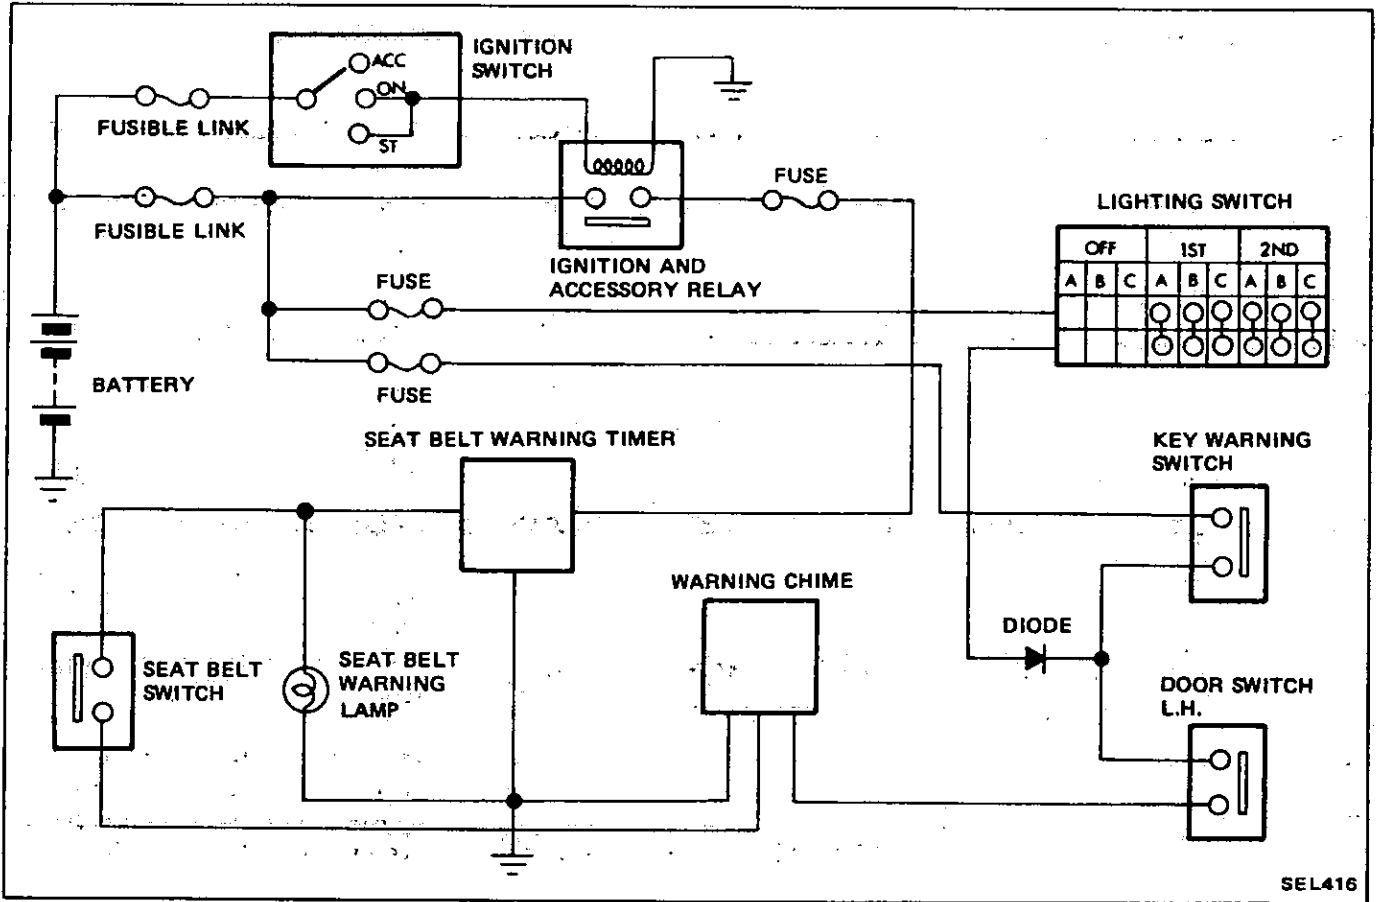 IGNITION
SWITCH
ACC
ON
ST
FUSIBLE LINK
FUSIBLE LINK
FUSE
LIGHTING SWITCH
OFF 1ST 2ND
A B C A B C A B C
IGNITION AND
ACCESSORY RELAY
FUSE
FUSE
BATTERY
SEAT BELT WARNING TIMER
KEY WARNING
SWITCH
WARNING CHIME
DIODE
SEAT BELT
SWITCH
SEAT BELT
WARNING
LAMP
DOOR SWITCH
L.H.
SEL416